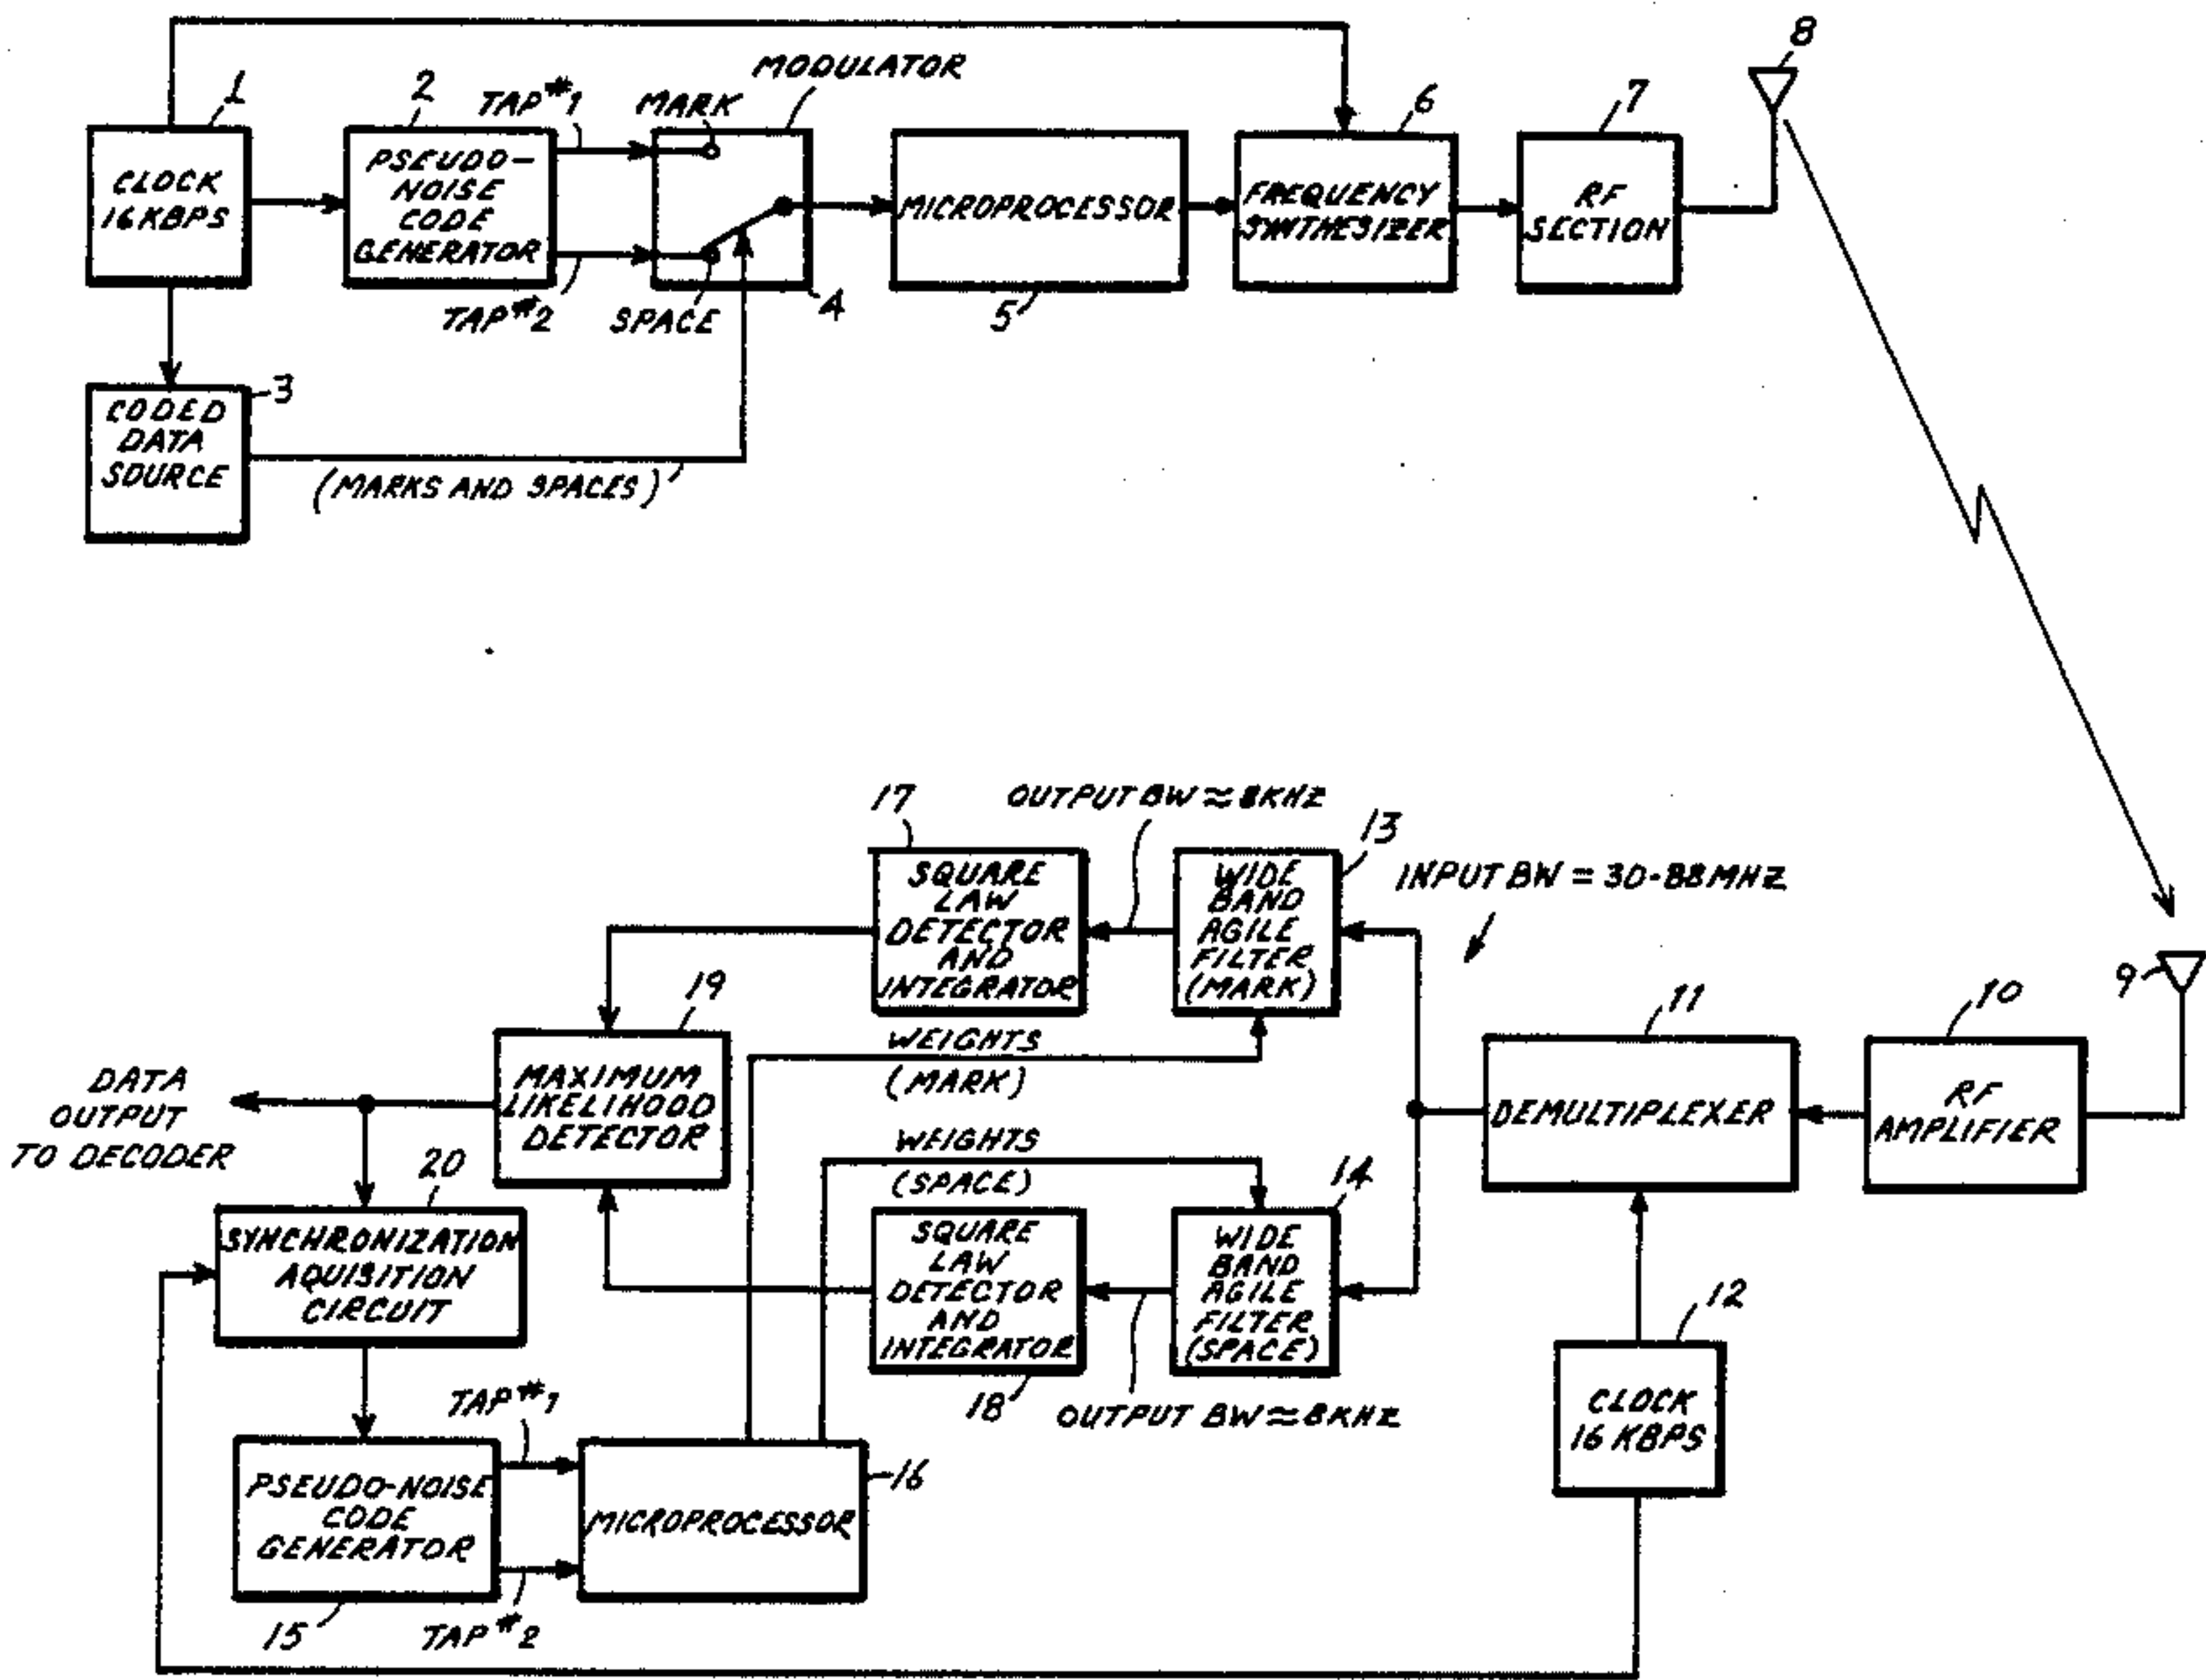 8
MODULATOR
1
2
TAP #1
MARK
6
7
CLOCK
16 KBPS
PSEUDO-
NOISE
CODE
GENERATOR
MICROPROCESSOR
FREQUENCY
SYNTHESIZER
RF
SECTION
TAP #2
SPACE
4
5
3
CODED
DATA
SOURCE
(MARKS AND SPACES)
17
OUTPUT BW ≈ 8KHZ
13
SQUARE
LAW
DETECTOR
AND
INTEGRATOR
WIDE
BAND
AGILE
FILTER
(MARK)
INPUT BW = 30-88 MHZ
9
19
WEIGHTS
(MARK)
11
10
DATA
OUTPUT
TO DECODER
MAXIMUM
LIKELIHOOD
DETECTOR
DEMULTIPLEXER
RF
AMPLIFIER
WEIGHTS
(SPACE)
20
14
SYNCHRONIZATION
AQUISITION
CIRCUIT
SQUARE
LAW
DETECTOR
AND
INTEGRATOR
WIDE
BAND
AGILE
FILTER
(SPACE)
12
18
OUTPUT BW ≈ 8KHZ
CLOCK
16 KBPS
TAP #1
PSEUDO-NOISE
CODE
GENERATOR
MICROPROCESSOR
16
15
TAP #2